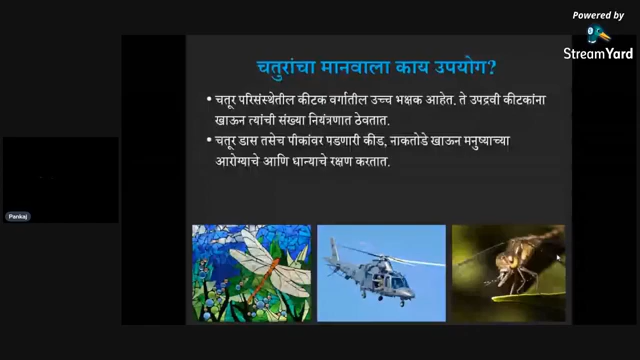 Powered by
StreamYard
चतुरांचा मानवाला काय उपयोग?
• चतूर परिसंस्थेतील कीटक वर्गातील उच्च भक्षक आहेत. ते उपद्रवी कीटकांना
खाऊन त्यांची संख्या नियंत्रणात ठेवतात.
• चतूर डास तसेच पीकांवर पडणारी कीड, नाकतोडे खाऊन मनुष्याच्या
आरोग्याचे आणि धान्याचे रक्षण करतात.
Pankaj